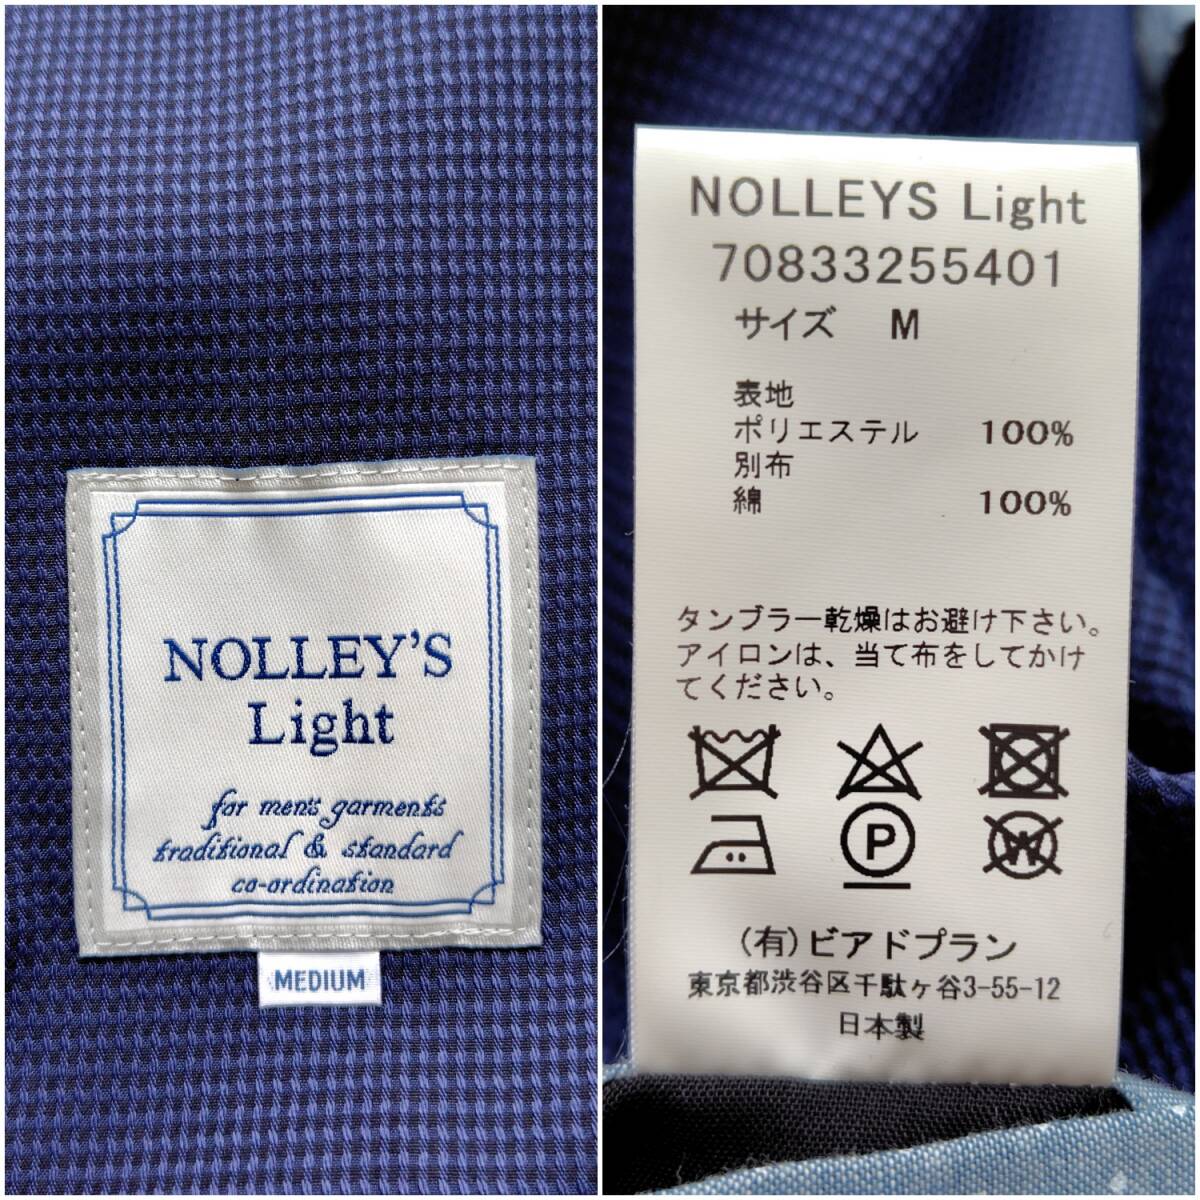 NOLLEY'S
Light
for men's garments
traditional & standard
co-ordination
MEDIUM
NOLLEYS Light
70833255401
サイズ M
表地
ポリエステル 100%
別布
綿 100%
タンブラー乾燥はお避け下さい。
アイロンは、当て布をしてかけ
てください。
P
W
(有)ビアドプラン
東京都渋谷区千駄ヶ谷3-55-12
日本製